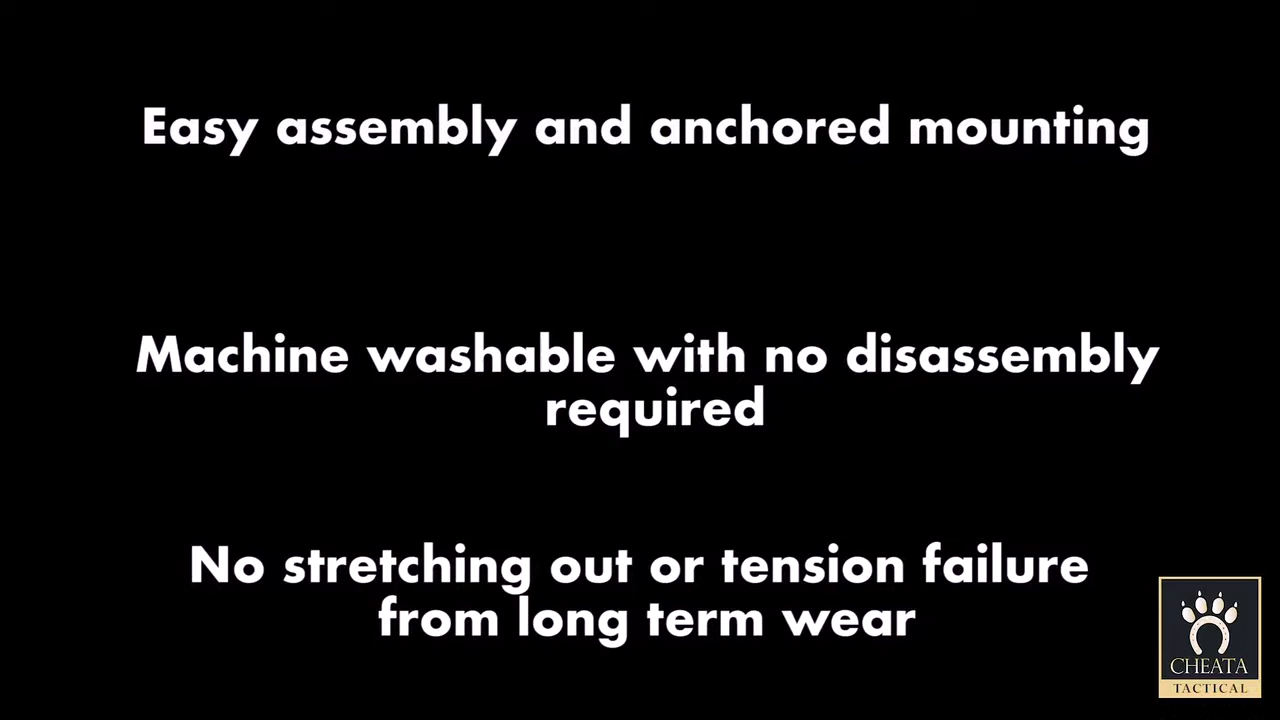 Easy assembly and anchored mounting
Machine washable with no disassembly
required
No stretching out or tension failure
from long term wear
CHEATA
TACTICAL